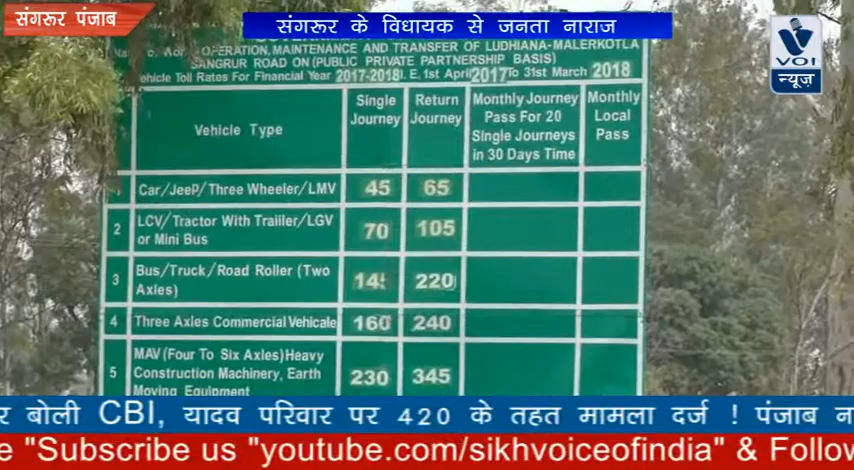 संगरूर पंजाब
संगरूर के विधायक से जनता नाराज
VOI
न्यूज़
OPERATION, MAINTENANCE AND TRANSFER OF LUDHIANA-MALERKOTLA
SANGRUR ROAD ON (PUBLIC PRIVATE PARTNERSHIP BASIS)
Vehicle Toll Rates For Financial Year 2017-2018 I. E. 1st April 2017 To 31st March 2018
Vehicle Type
Single Journey
Return Journey
Monthly Journey Pass For 20 Single Journeys in 30 Days Time
Monthly Local Pass
Car/Jeep/Three Wheeler/LMV 45 65
2 LCV/Tractor With Trailler/LGV or Mini Bus 70 105
3 Bus/Truck/Road Roller (Two Axles) 145 220
4 Three Axles Commercial Vehicale 160 240
5 MAV (Four To Six Axles)Heavy Construction Machinery, Earth Moving Equipment 230 345
र बोली CBI, यादव परिवार पर 420 के तहत मामला दर्ज ! पंजाब
e "Subscribe us "youtube.com/sikhvoiceofindia" & Follow